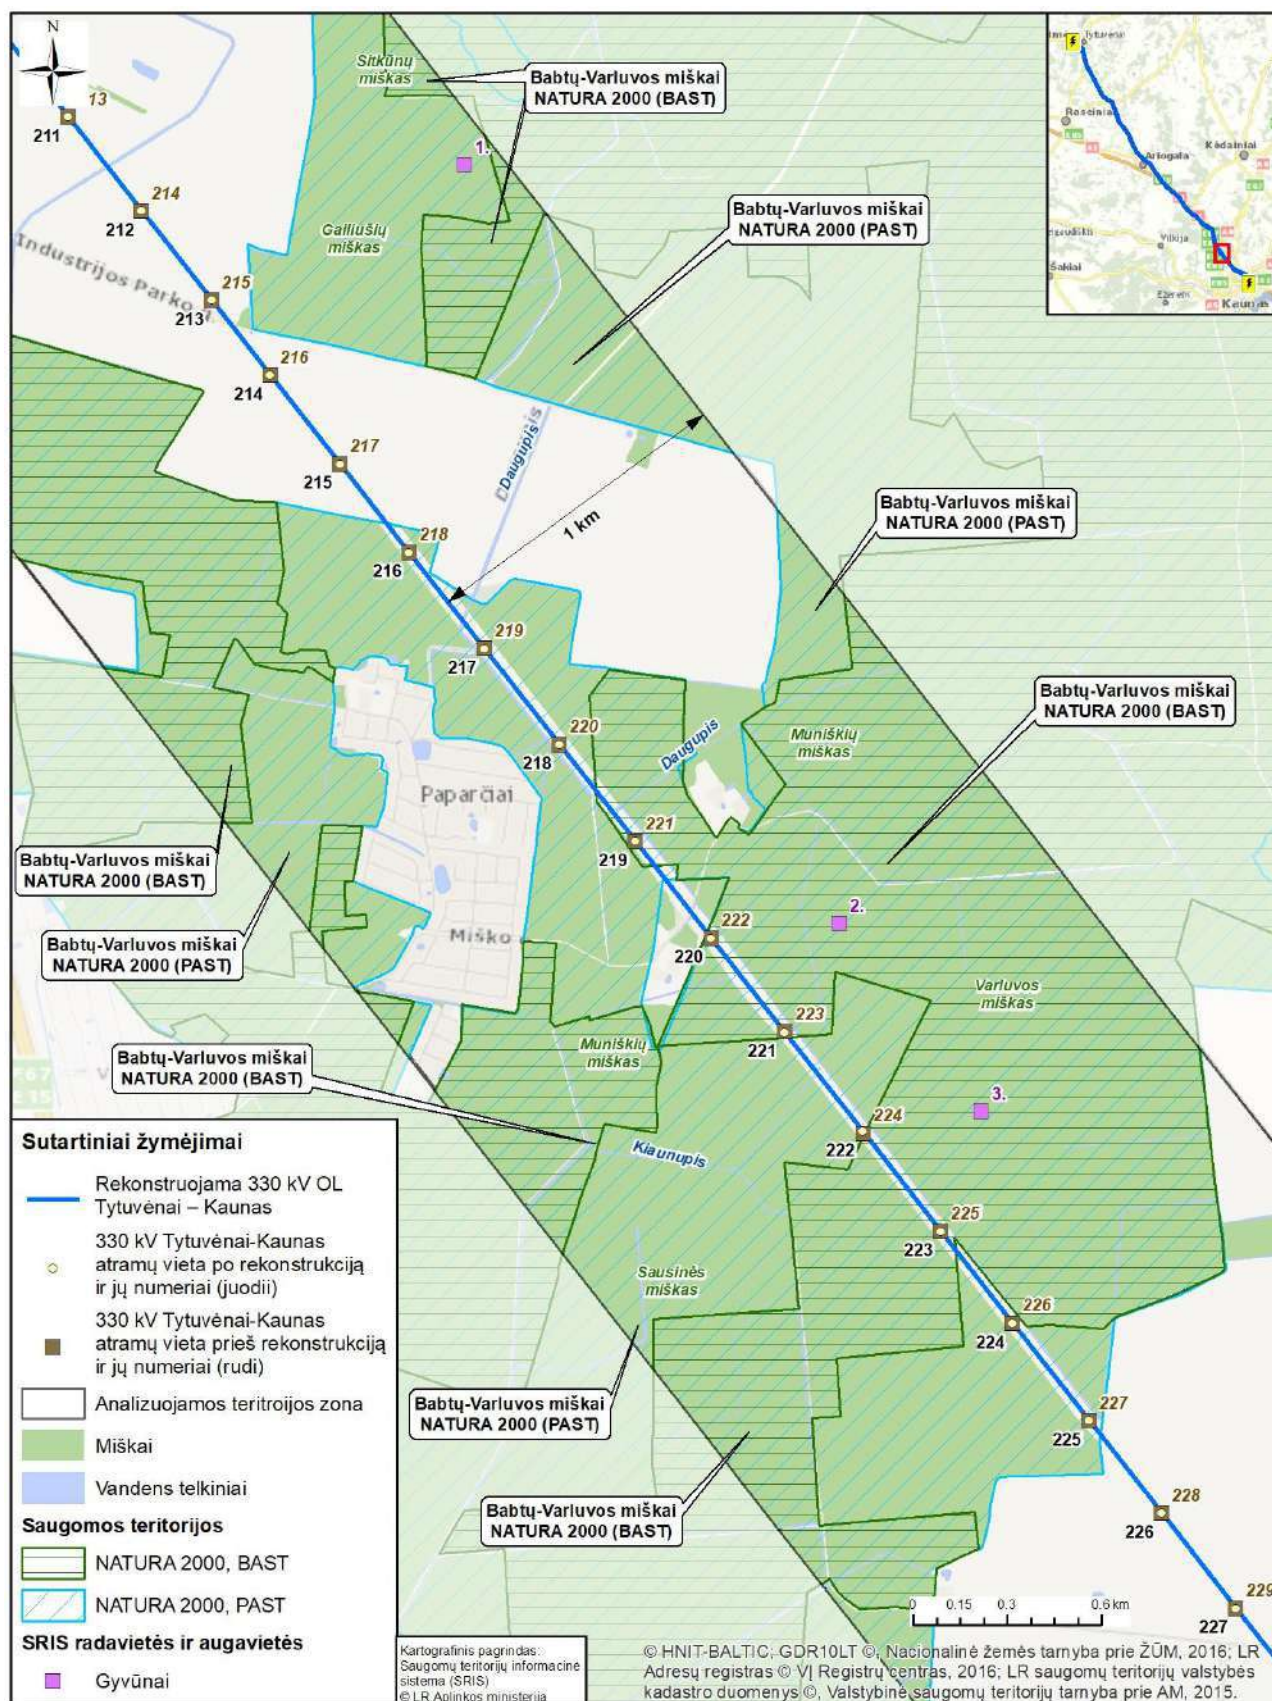 N
Sitkūnų
miškas
Babtų-Varluvos miškai
NATURA 2000 (BAST)
Tytuvėnai
Raseiniai
Ariogala
Kėdainiai
Vilkija
Šakiai
Kaunas
13
211
1.
214
212
Babtų-Varluvos miškai
NATURA 2000 (PAST)
Galliušių
miškas
Industrijos Parko
215
213
216
214
217
215
Daugupis
1 km
Babtų-Varluvos miškai
NATURA 2000 (PAST)
218
216
219
217
Babtų-Varluvos miškai
NATURA 2000 (BAST)
220
218
Daugupis
Muniškių
miškas
Paparčiai
221
219
Babtų-Varluvos miškai
NATURA 2000 (BAST)
2.
222
220
Miško
Babtų-Varluvos miškai
NATURA 2000 (PAST)
Varluvos
miškas
223
221
Muniškių
miškas
Babtų-Varluvos miškai
NATURA 2000 (BAST)
E67
E15
3.
224
222
Kiaunupis
225
223
Sausinės
miškas
226
224
Babtų-Varluvos miškai
NATURA 2000 (PAST)
227
225
Babtų-Varluvos miškai
NATURA 2000 (BAST)
228
226
229
227
0 0.15 0.3 0.6 km
Sutartiniai žymėjimai
Rekonstruojama 330 kV OL
Tytuvėnai – Kaunas
330 kV Tytuvėnai-Kaunas
atramų vieta po rekonstrukciją
ir jų numeriai (juodii)
330 kV Tytuvėnai-Kaunas
atramų vieta prieš rekonstrukciją
ir jų numeriai (rudi)
Analizuojamos teritroijos zona
Miškai
Vandens telkiniai
Saugomos teritorijos
NATURA 2000, BAST
NATURA 2000, PAST
SRIS radavietės ir augavietės
Gyvūnai
Kartografinis pagrindas:
Saugomų teritorijų informacinė
sistema (SRIS)
© LR Aplinkos ministerija
© HNIT-BALTIC; GDR10LT ©, Nacionalinė žemės tarnyba prie ŽŪM, 2016; LR
Adresų registras © VĮ Registrų centras, 2016; LR saugomų teritorijų valstybės
kadastro duomenys ©, Valstybinė saugomų teritorijų tarnyba prie AM, 2015.